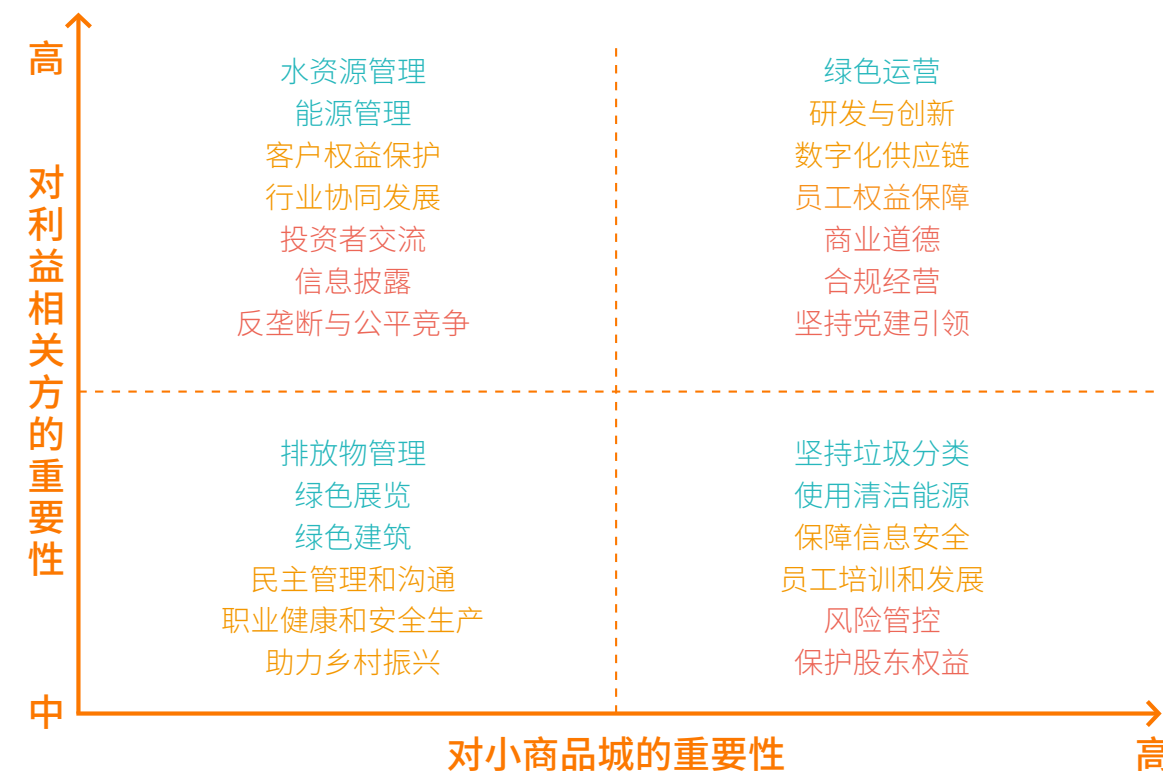 高
对利益相关方的重要性
中
水资源管理
能源管理
客户权益保护
行业协同发展
投资者交流
信息披露
反垄断与公平竞争
绿色运营
研发与创新
数字化供应链
员工权益保障
商业道德
合规经营
坚持党建引领
排放物管理
绿色展览
绿色建筑
民主管理和沟通
职业健康和安全生产
助力乡村振兴
坚持垃圾分类
使用清洁能源
保障信息安全
员工培训和发展
风险管控
保护股东权益
对小商品城的重要性
高